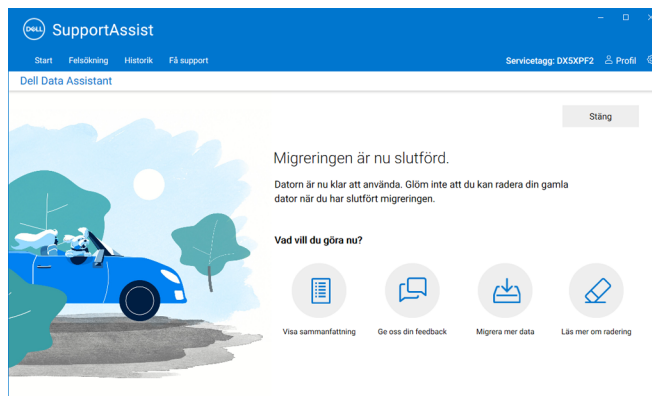 DELL SupportAssist
Start Felsökning Historik Få support Servicetagg: DX5XPF2 Profil
Dell Data Assistant
Stäng
Migreringen är nu slutförd.
Datorn är nu klar att använda. Glöm inte att du kan radera din gamla
dator när du har slutfört migreringen.
Vad vill du göra nu?
Visa sammanfattning Ge oss din feedback Migrera mer data Läs mer om radering